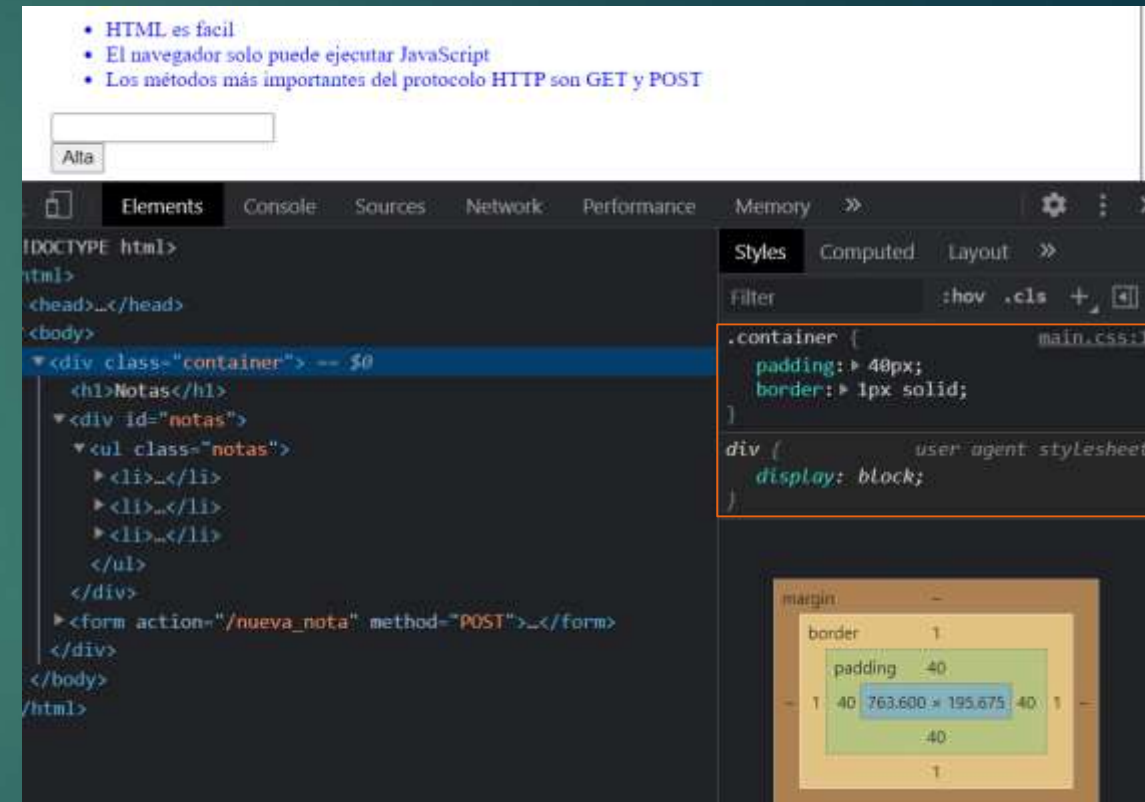 HTML es facil
El navegador solo puede ejecutar JavaScript
Los métodos más importantes del protocolo HTTP son GET y POST
Alta
Elements Console Sources Network Performance Memory »
!DOCTYPE html>
html>
<head>…</head>
<body>
▼<div class="container"> == $0
<h1>Notas</h1>
▼<div id="notas">
▼<ul class="notas">
▶<li>…</li>
▶<li>…</li>
▶<li>…</li>
</ul>
</div>
▶<form action="/nueva_nota" method="POST">…</form>
</div>
</body>
/html>
Styles Computed Layout »
Filter :hov .cls +
.container { main.css:1
padding:▶ 40px;
border:▶ 1px solid;
}
div { user agent stylesheet
display: block;
}
margin -
border 1
padding 40
- 1 40 763.600 × 195.675 40 1 -
40
1